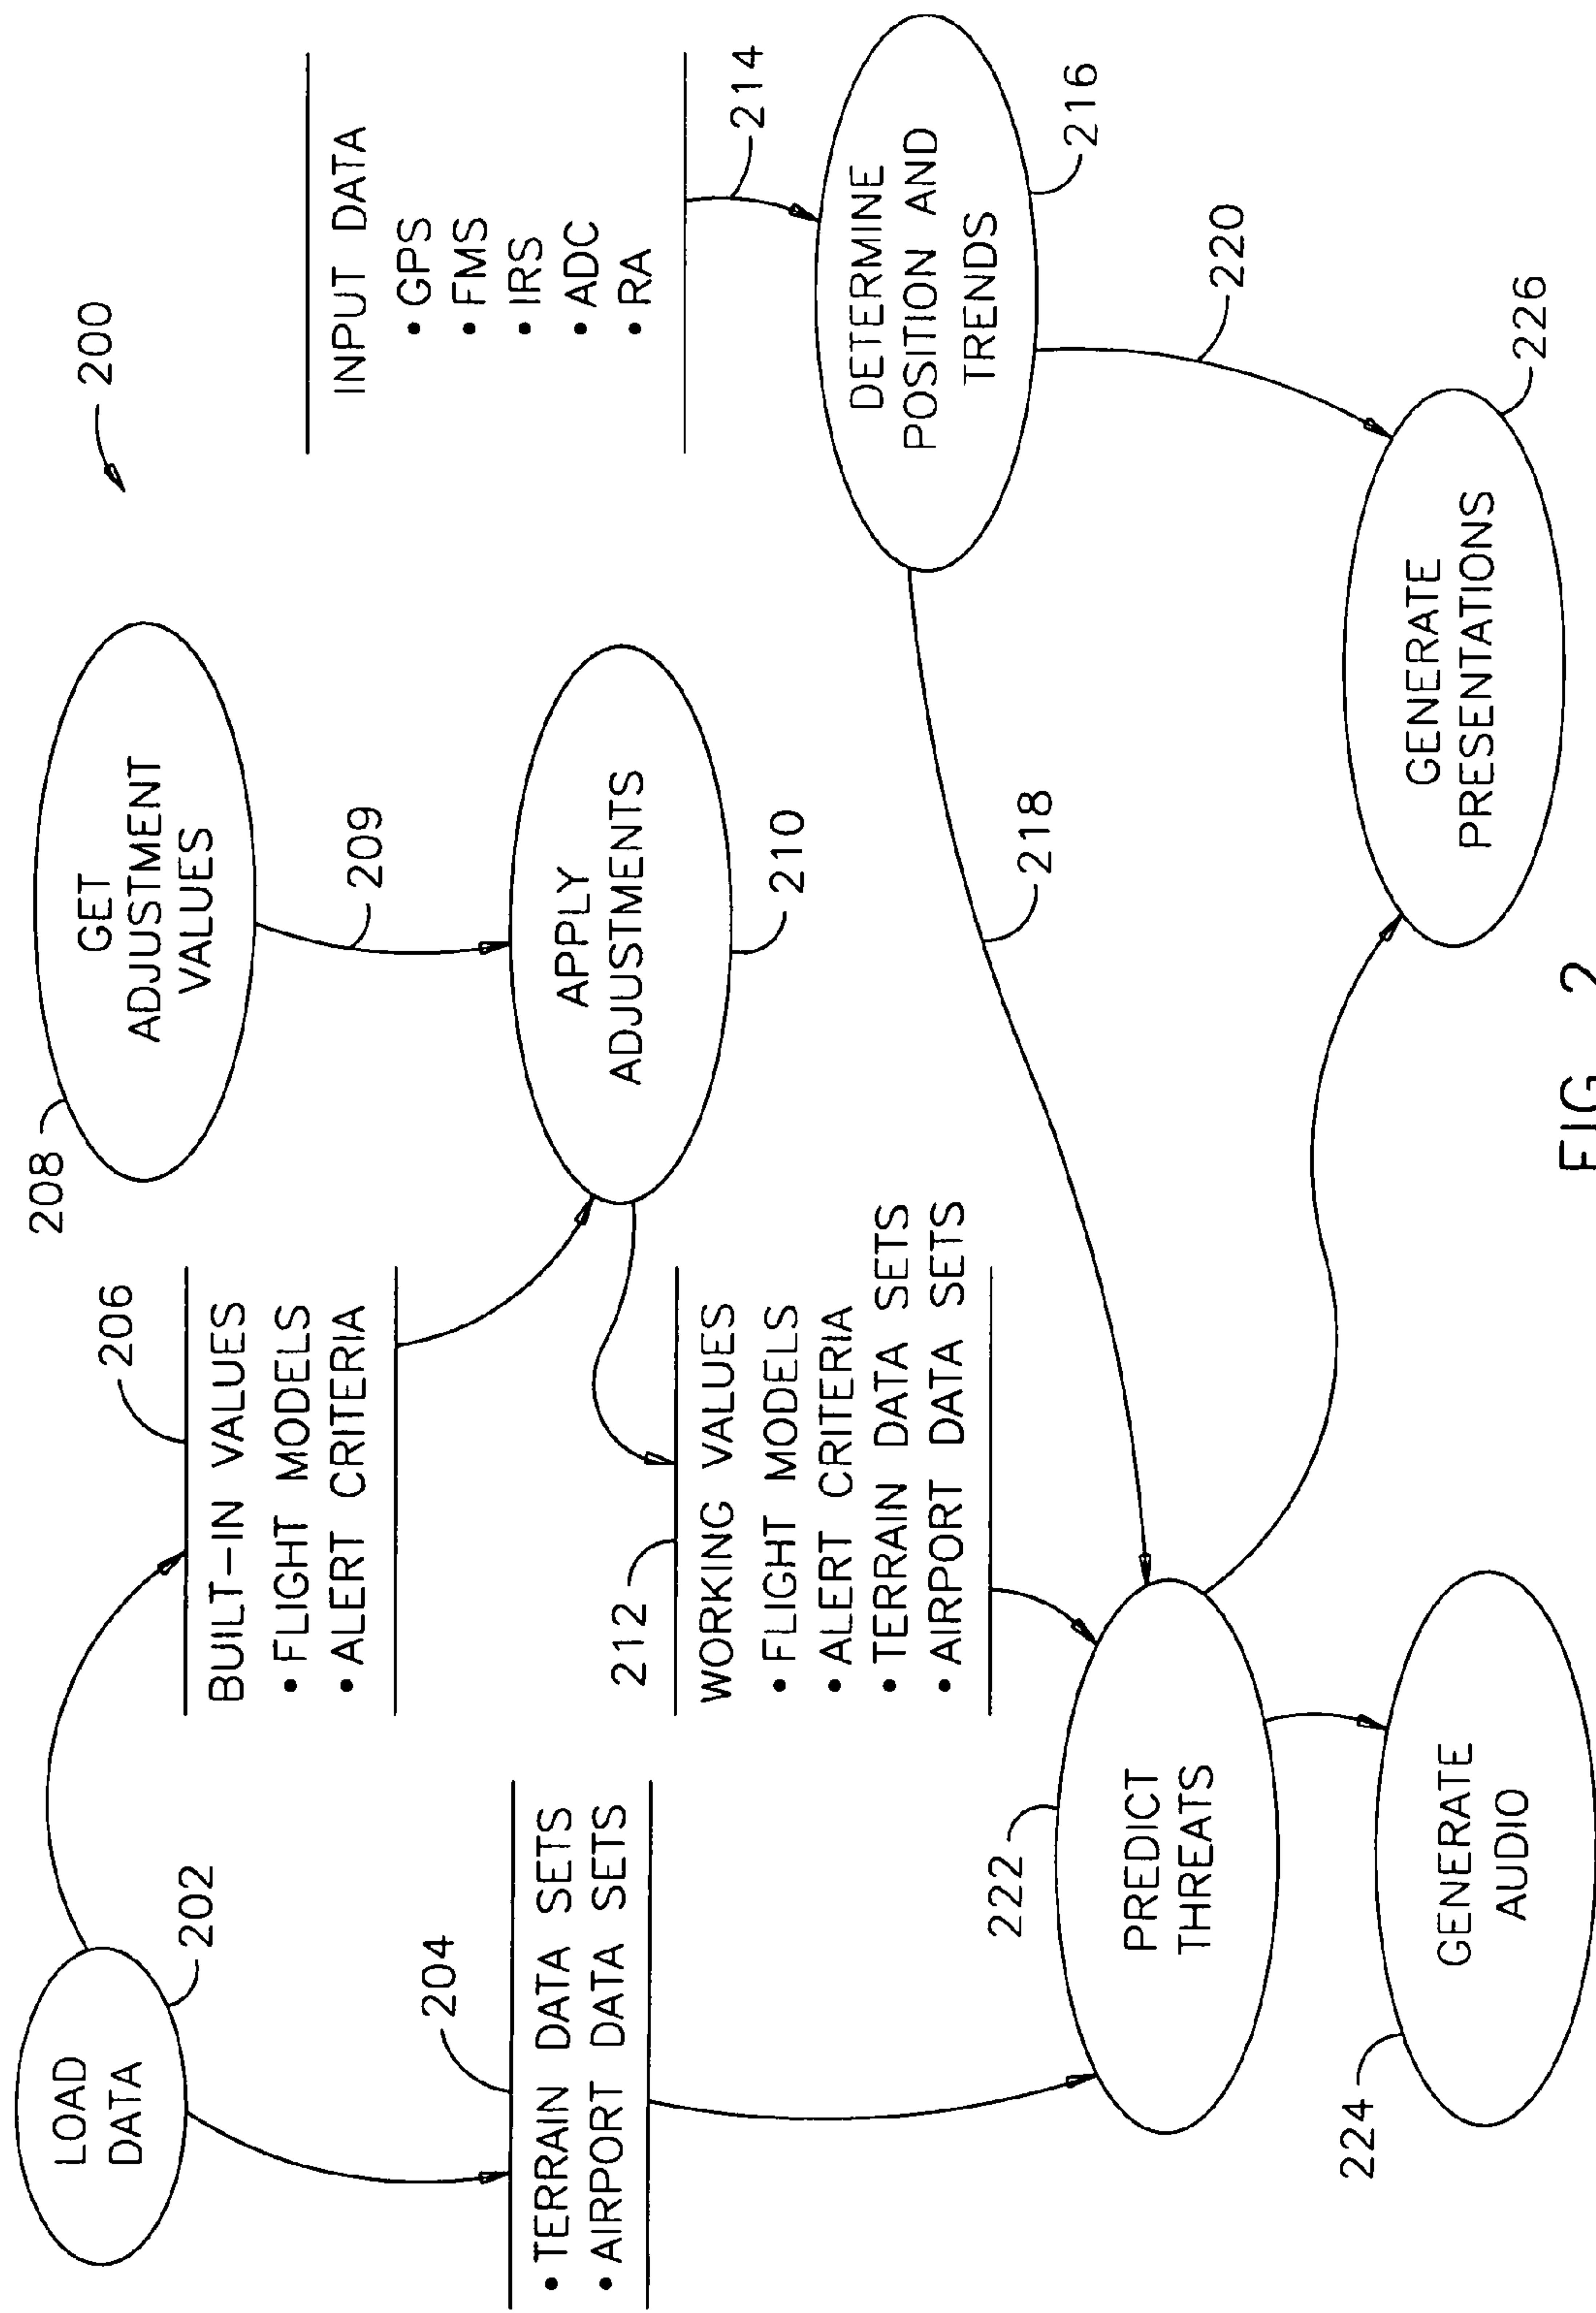 200
LOAD
DATA
202
204
• TERRAIN DATA SETS
• AIRPORT DATA SETS
206
BUILT-IN VALUES
• FLIGHT MODELS
• ALERT CRITERIA
208
GET
ADJUSTMENT
VALUES
209
APPLY
ADJUSTMENTS
210
212
WORKING VALUES
• FLIGHT MODELS
• ALERT CRITERIA
• TERRAIN DATA SETS
• AIRPORT DATA SETS
INPUT DATA
• GPS
• FMS
• IRS
• ADC
• RA
214
DETERMINE
POSITION AND
TRENDS
216
218
220
222
PREDICT
THREATS
224
GENERATE
AUDIO
GENERATE
PRESENTATIONS
226
FIG. 2